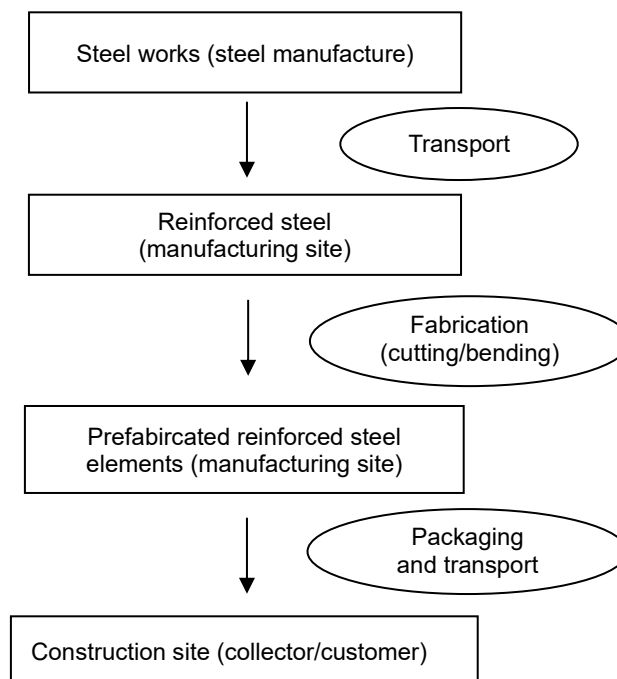 Steel works (steel manufacture)
Transport
Reinforced steel
(manufacturing site)
Fabrication
(cutting/bending)
Prefabircated reinforced steel
elements (manufacturing site)
Packaging
and transport
Construction site (collector/customer)